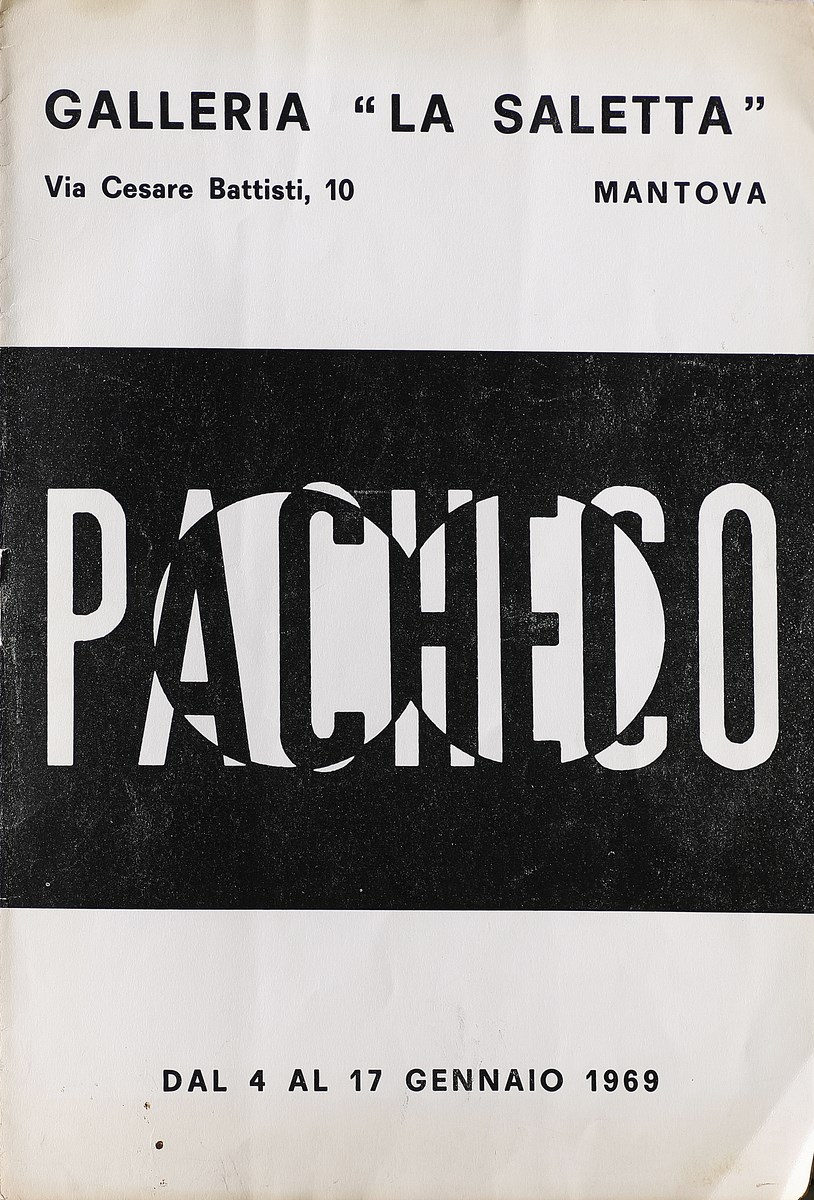 GALLERIA “LA SALETTA”
Via Cesare Battisti, 10 MANTOVA
PACHECO
DAL 4 AL 17 GENNAIO 1969